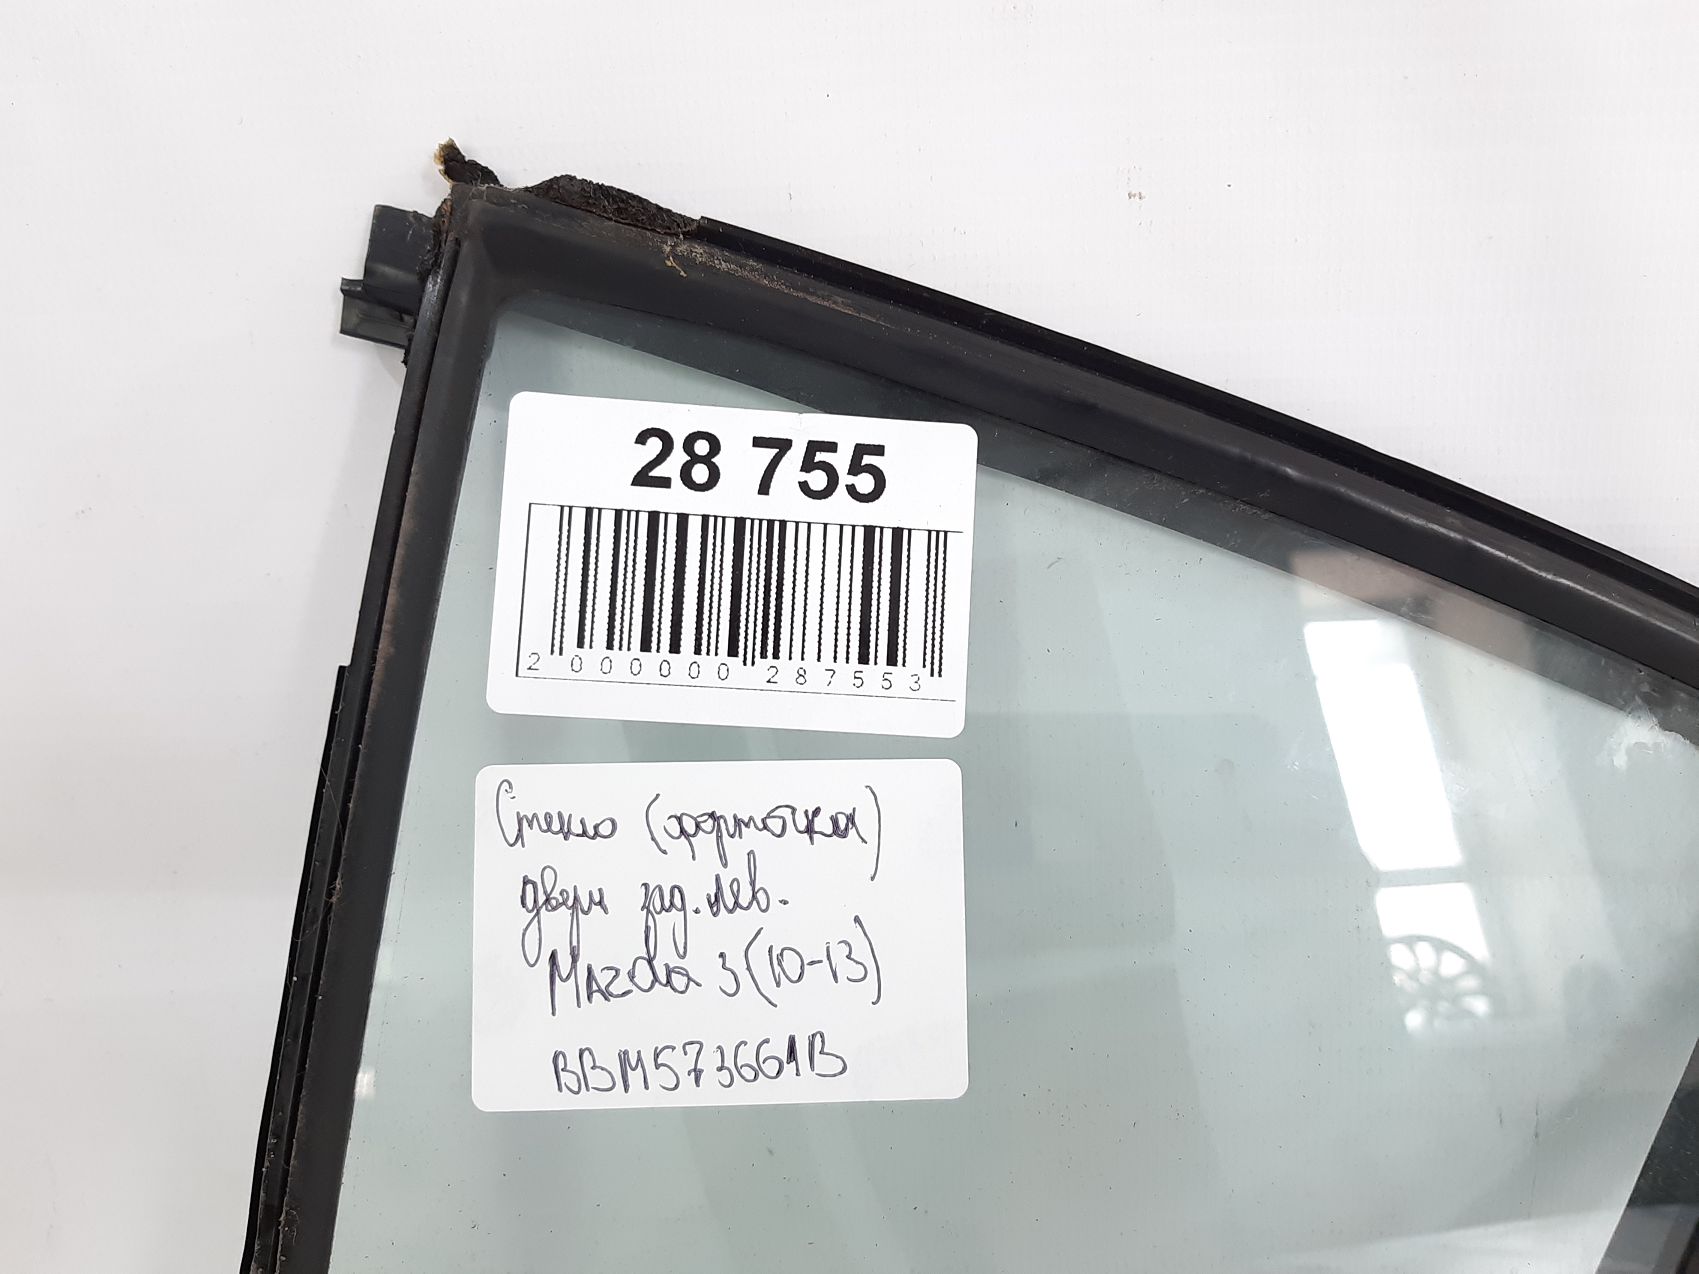 28 755
2 000000 287553
Стекло (форточка)
двери зад. лев.
Mazda 3 (10-13)
BBM573661B